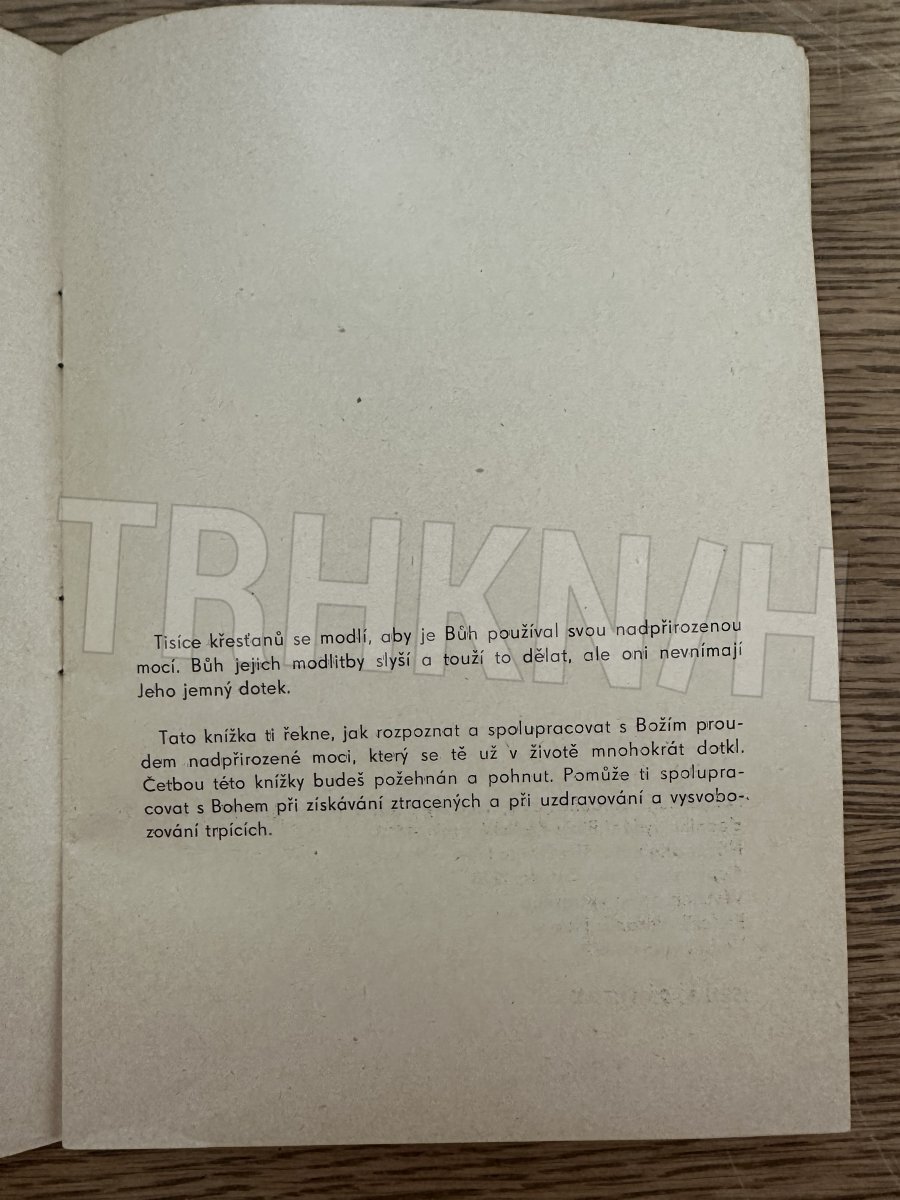 TRHKNIH
Tisíce křesťanů se modlí, aby je Bůh používal svou nadpřirozenou
mocí. Bůh jejich modlitby slyší a touží to dělat, ale oni nevnímají
Jeho jemný dotek.
Tato knížka ti řekne, jak rozpoznat a spolupracovat s Božím prou-
dem nadpřirozené moci, který se tě už v životě mnohokrát dotkl.
Četbou této knížky budeš požehnán a pohnut. Pomůže ti spolupra-
covat s Bohem při získávání ztracených a při uzdravování a vysvobo-
zování trpících.